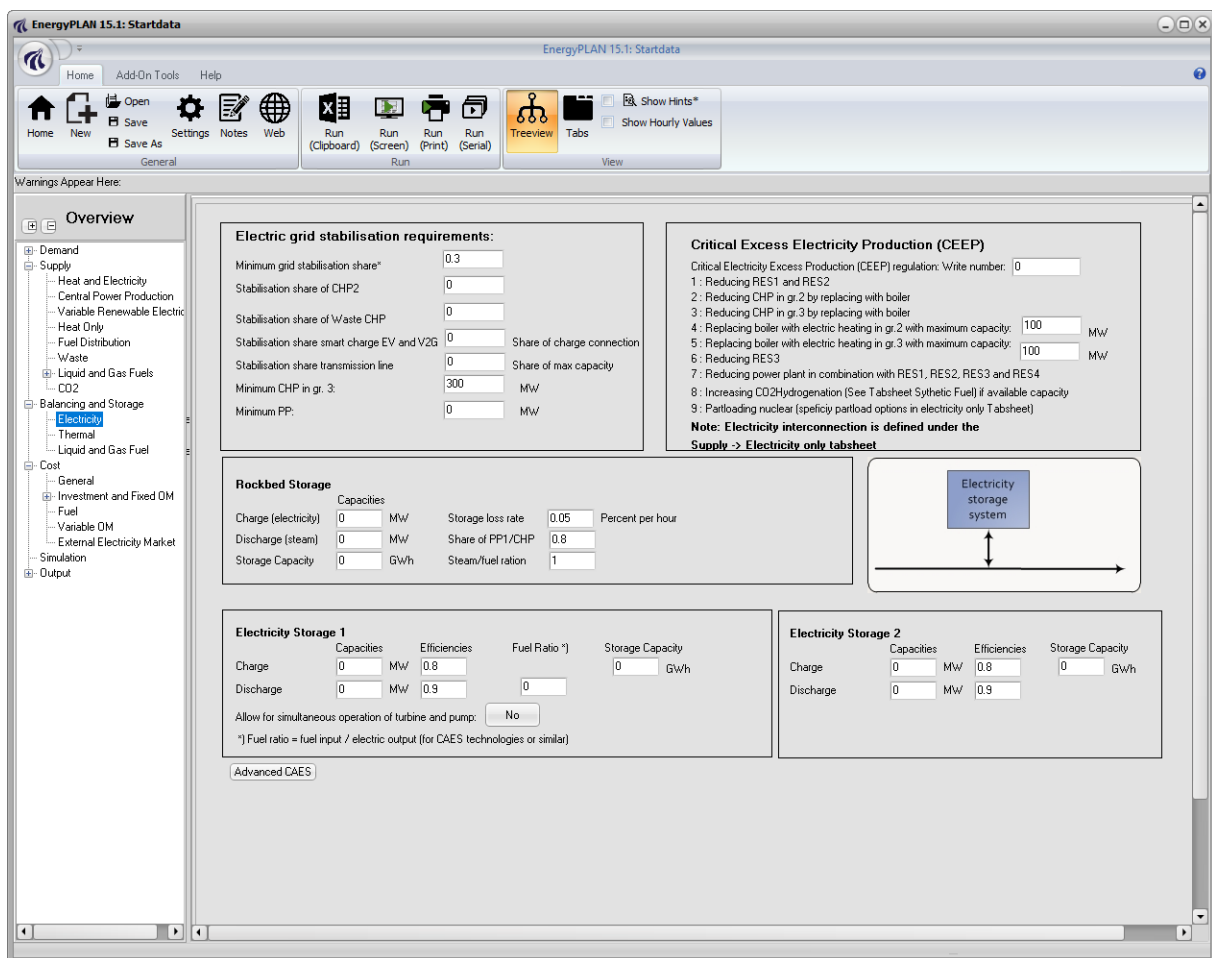 EnergyPLAN 15.1: Startdata
EnergyPLAN 15.1: Startdata
Home Add-On Tools Help
Home
New
Open
Save
Save As
Settings
Notes
Web
General
Run (Clipboard)
Run (Screen)
Run (Print)
Run (Serial)
Run
Treeview
Tabs
Show Hints*
Show Hourly Values
View
Warnings Appear Here:
Overview
Demand
Supply
Heat and Electricity
Central Power Production
Variable Renewable Electric
Heat Only
Fuel Distribution
Waste
Liquid and Gas Fuels
CO2
Balancing and Storage
Electricity
Thermal
Liquid and Gas Fuel
Cost
General
Investment and Fixed OM
Fuel
Variable OM
External Electricity Market
Simulation
Output
Electric grid stabilisation requirements:
Minimum grid stabilisation share* 0.3
Stabilisation share of CHP2 0
Stabilisation share of Waste CHP 0
Stabilisation share smart charge EV and V2G 0 Share of charge connection
Stabilisation share transmission line 0 Share of max capacity
Minimum CHP in gr. 3: 300 MW
Minimum PP: 0 MW
Critical Excess Electricity Production (CEEP)
Critical Electricity Excess Production (CEEP) regulation: Write number: 0
1 : Reducing RES1 and RES2
2 : Reducing CHP in gr.2 by replacing with boiler
3 : Reducing CHP in gr.3 by replacing with boiler
4 : Replacing boiler with electric heating in gr.2 with maximum capacity: 100 MW
5 : Replacing boiler with electric heating in gr.3 with maximum capacity: 100 MW
6 : Reducing RES3
7 : Reducing power plant in combination with RES1, RES2, RES3 and RES4
8 : Increasing CO2Hydrogenation (See Tabsheet Sythetic Fuel) if available capacity
9 : Partloading nuclear (speficiy partload options in electricity only Tabsheet)
Note: Electricity interconnection is defined under the
Supply -> Electricity only tabsheet
Rockbed Storage
Capacities
Charge (electricity) 0 MW Storage loss rate 0.05 Percent per hour
Discharge (steam) 0 MW Share of PP1/CHP 0.8
Storage Capacity 0 GWh Steam/fuel ration 1
Electricity
storage
system
Electricity Storage 1
Capacities Efficiencies Fuel Ratio *) Storage Capacity
Charge 0 MW 0.8 0 GWh
Discharge 0 MW 0.9 0
Allow for simultaneous operation of turbine and pump: No
*) Fuel ratio = fuel input / electric output (for CAES technologies or similar)
Electricity Storage 2
Capacities Efficiencies Storage Capacity
Charge 0 MW 0.8 0 GWh
Discharge 0 MW 0.9
Advanced CAES